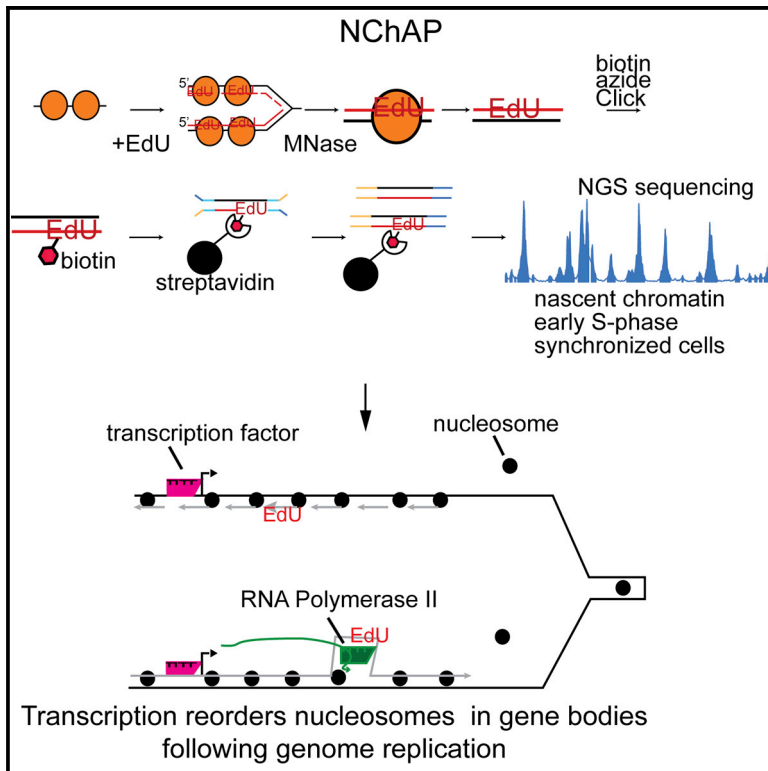 NChAP
5'
EdU
EdU
5'
EdU
EdU
+EdU
MNase
EdU
EdU
biotin
azide
Click
EdU
biotin
EdU
streptavidin
EdU
NGS sequencing
nascent chromatin
early S-phase
synchronized cells
transcription factor
nucleosome
EdU
RNA Polymerase II
EdU
Transcription reorders nucleosomes in gene bodies
following genome replication